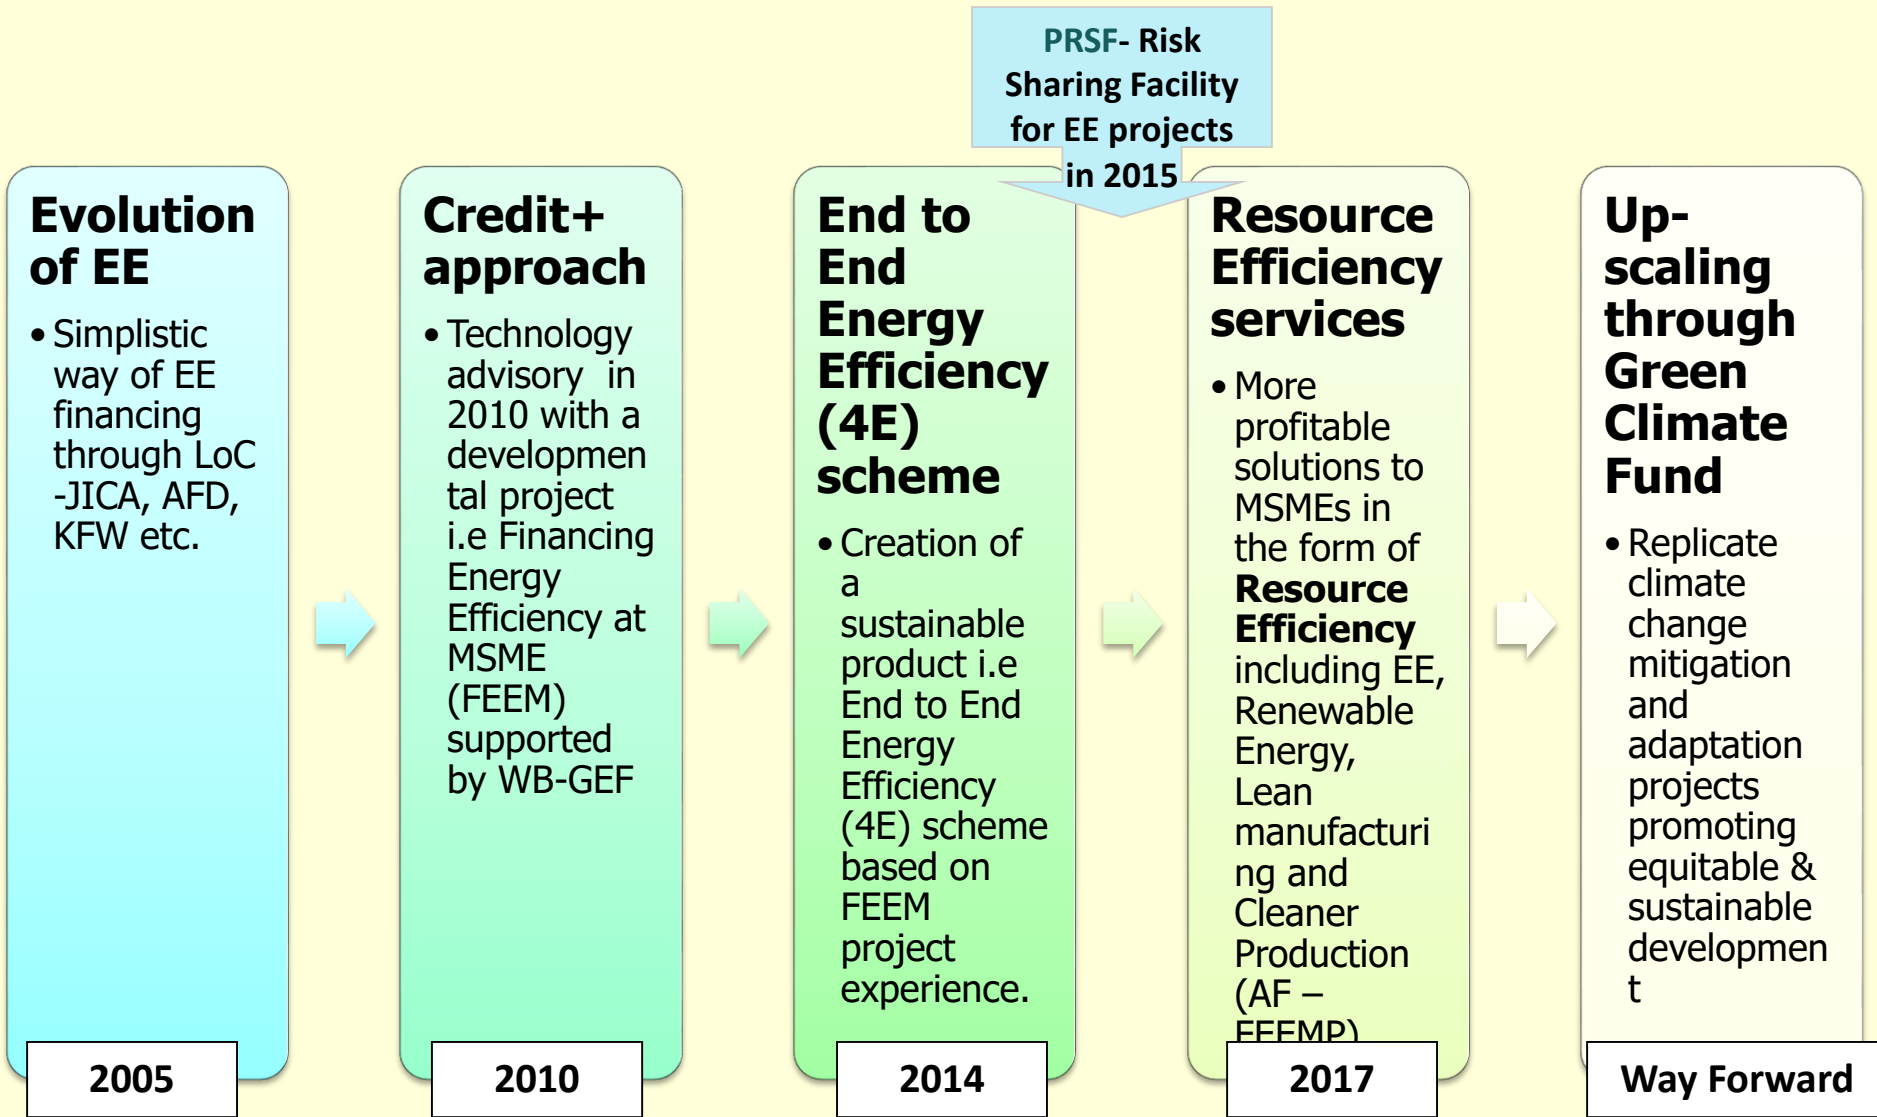 PRSF- Risk
Sharing Facility
for EE projects
in 2015
Evolution
of EE
• Simplistic
way of EE
financing
through LoC
-JICA, AFD,
KFW etc.
2005
Credit+
approach
• Technology
advisory in
2010 with a
developmen
tal project
i.e Financing
Energy
Efficiency at
MSME
(FEEM)
supported
by WB-GEF
2010
End to
End
Energy
Efficiency
(4E)
scheme
• Creation of
a
sustainable
product i.e
End to End
Energy
Efficiency
(4E) scheme
based on
FEEM
project
experience.
2014
Resource
Efficiency
services
• More
profitable
solutions to
MSMEs in
the form of
Resource
Efficiency
including EE,
Renewable
Energy,
Lean
manufacturi
ng and
Cleaner
Production
(AF –
FEEMP)
2017
Up-
scaling
through
Green
Climate
Fund
• Replicate
climate
change
mitigation
and
adaptation
projects
promoting
equitable &
sustainable
developmen
t
Way Forward